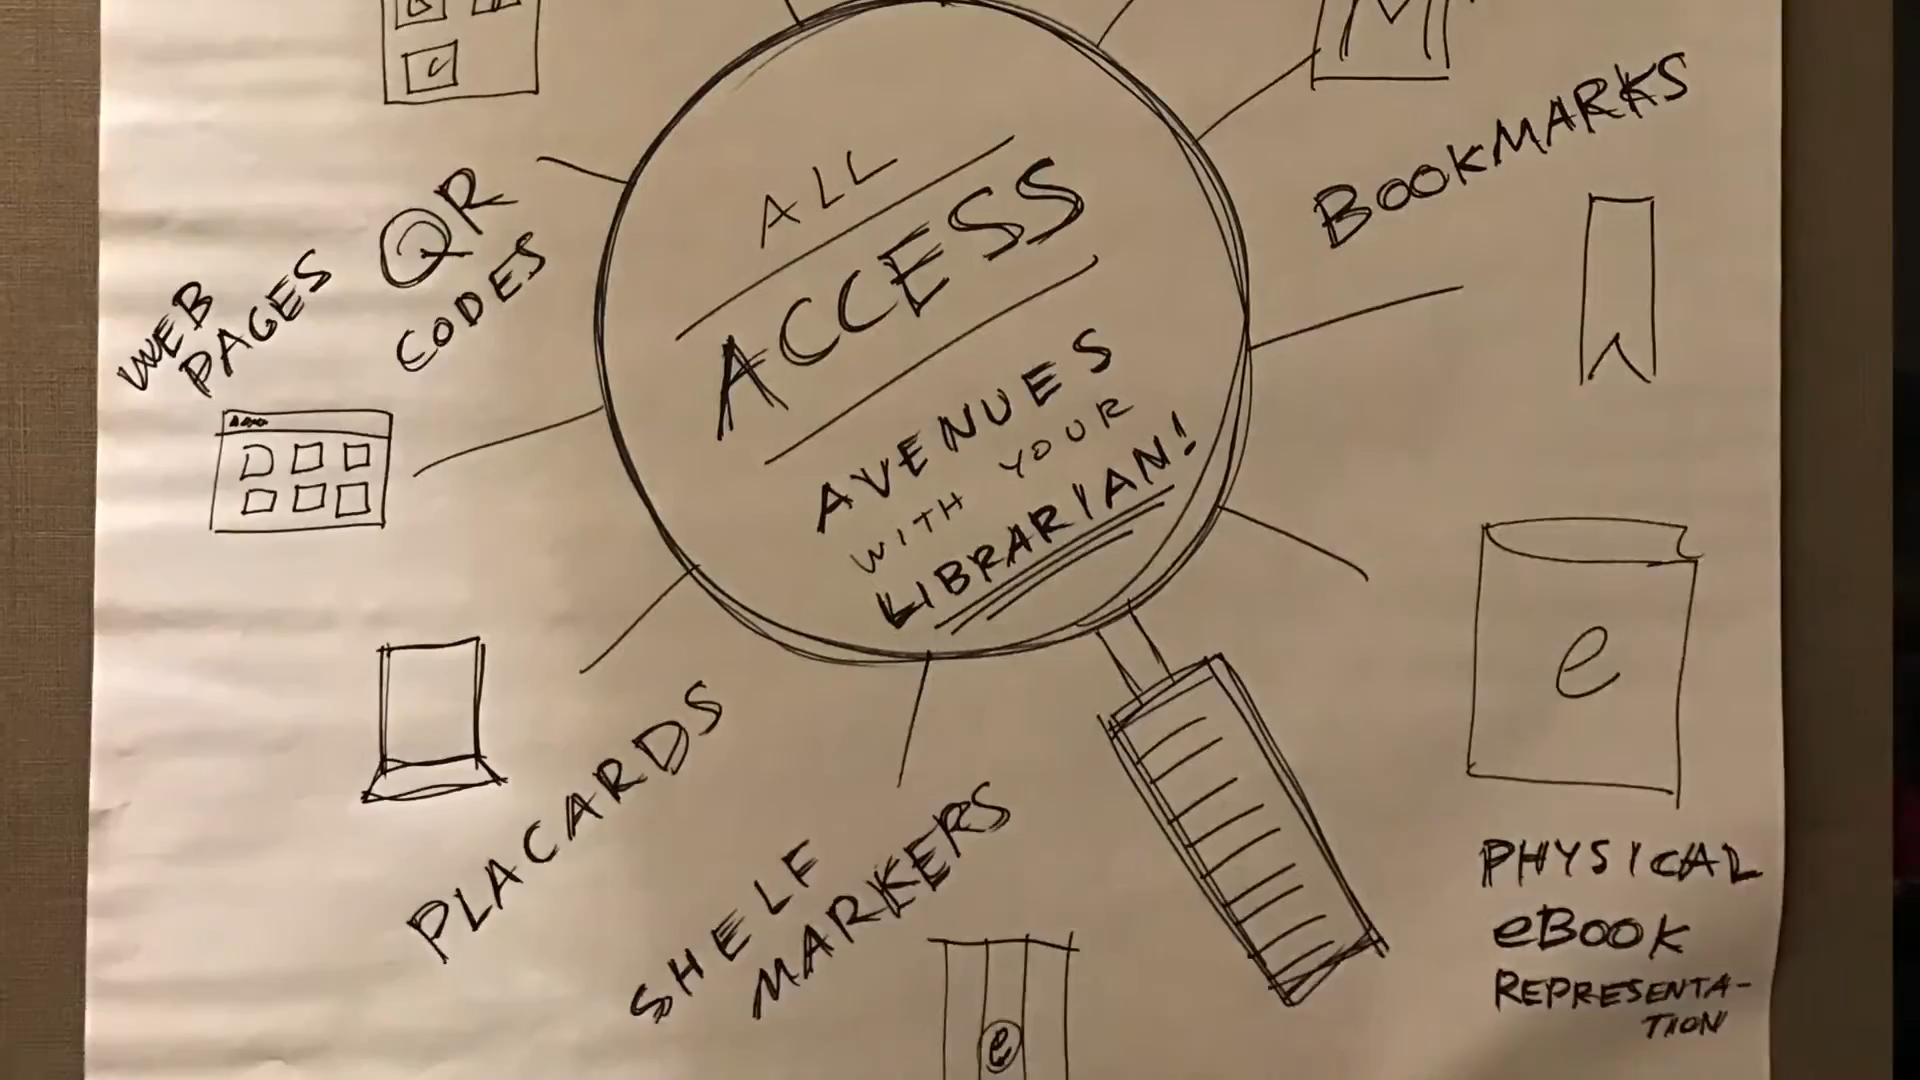 ALL
ACCESS
AVENUES
WITH YOUR
LIBRARIAN!
BOOKMARKS
QR
CODES
WEB
PAGES
e
PHYSICAL
eBOOK
REPRESENTA-
TION
PLACARDS
SHELF
MARKERS
e